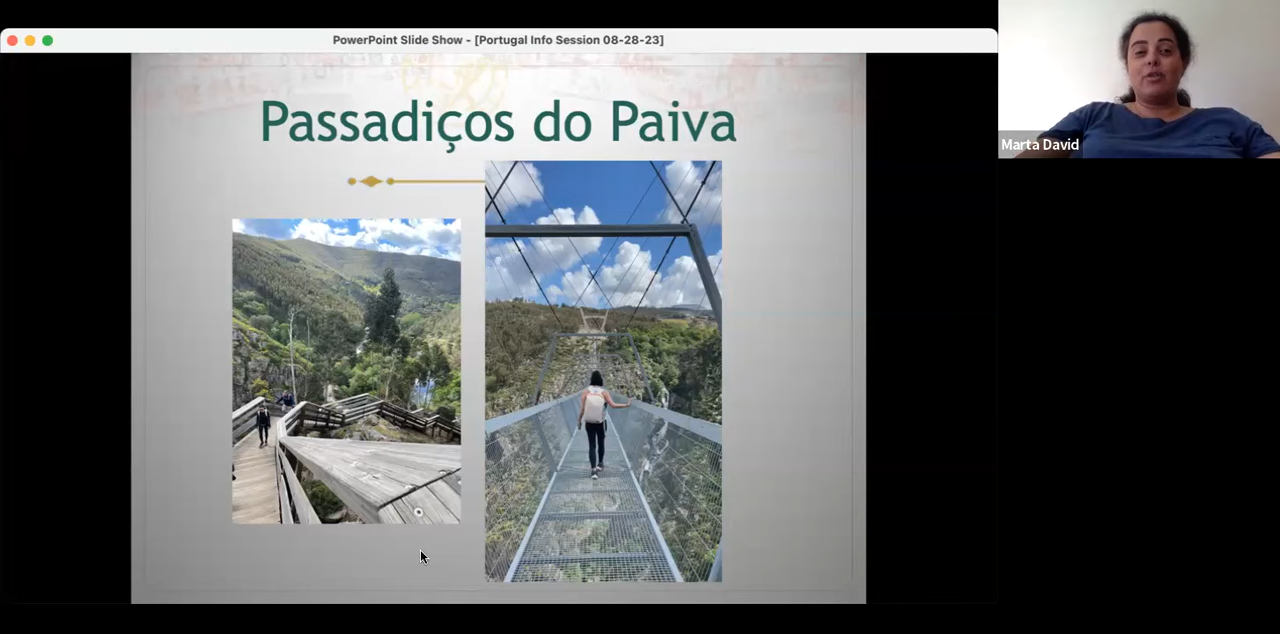 PowerPoint Slide Show - [Portugal Info Session 08-28-23]
Passadiços do Paiva
Marta David